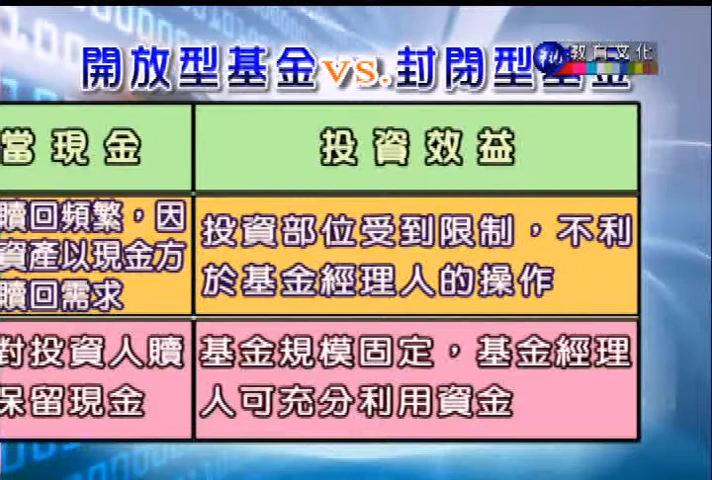 開放型基金vs.封閉型基金
教育文化
當現金
投資效益
贖回頻繁，因
資產以現金方
贖回需求
投資部位受到限制，不利
於基金經理人的操作
對投資人贖
保留現金
基金規模固定，基金經理
人可充分利用資金